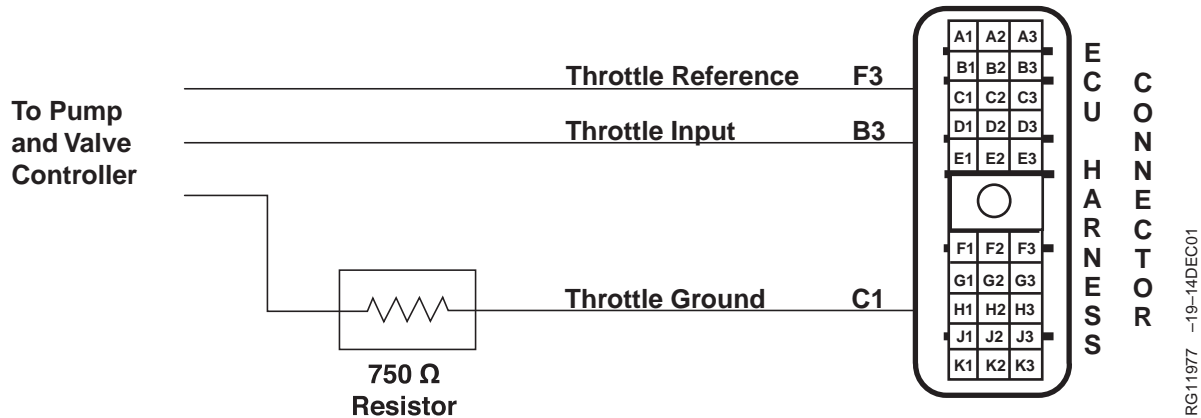 To Pump
and Valve
Controller
Throttle Reference F3
Throttle Input B3
Throttle Ground C1
750 Ω
Resistor
A1 A2 A3
B1 B2 B3
C1 C2 C3
D1 D2 D3
E1 E2 E3
F1 F2 F3
G1 G2 G3
H1 H2 H3
J1 J2 J3
K1 K2 K3
ECU HARNESS
CONNECTOR
RG11977 –19–14DEC01